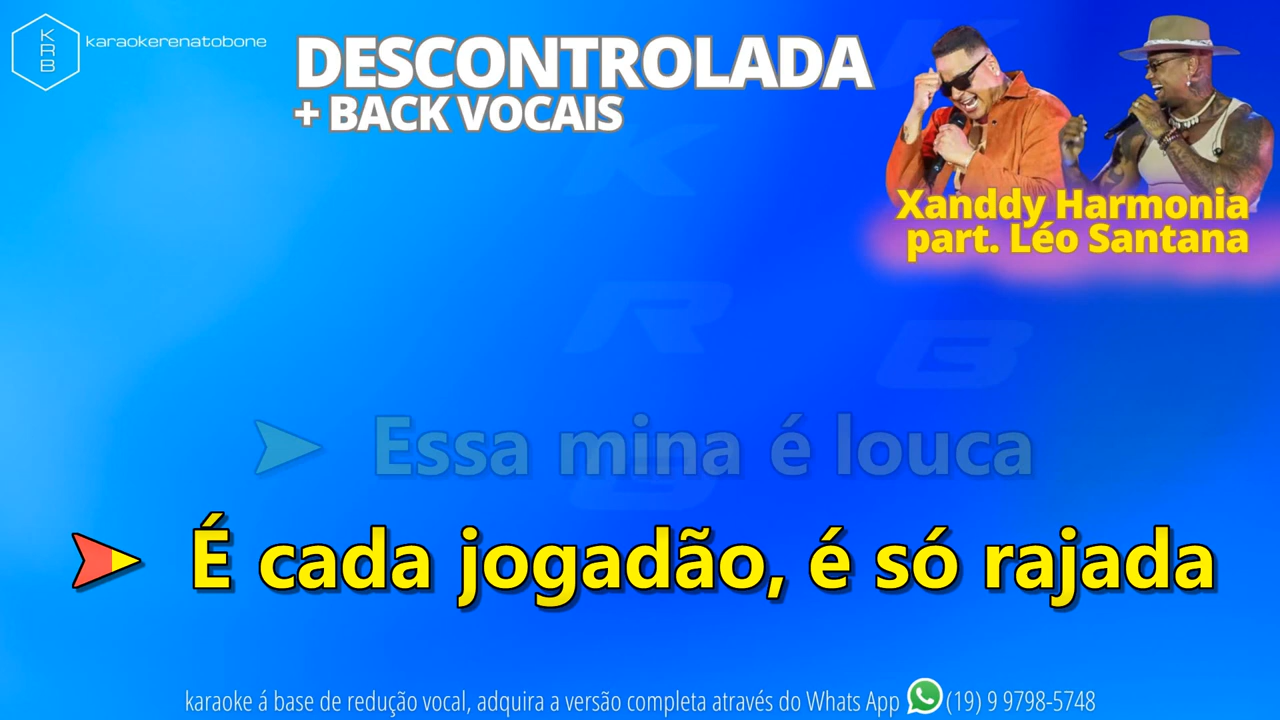 KRB
karaokerenatobone
DESCONTROLADA
+ BACK VOCAIS
Xanddy Harmonia
part. Léo Santana
K
K
R
B
Essa mina é louca
B
É cada jogadão, é só rajada
karaoke á base de redução vocal, adquira a versão completa através do Whats App (19) 9 9798-5748